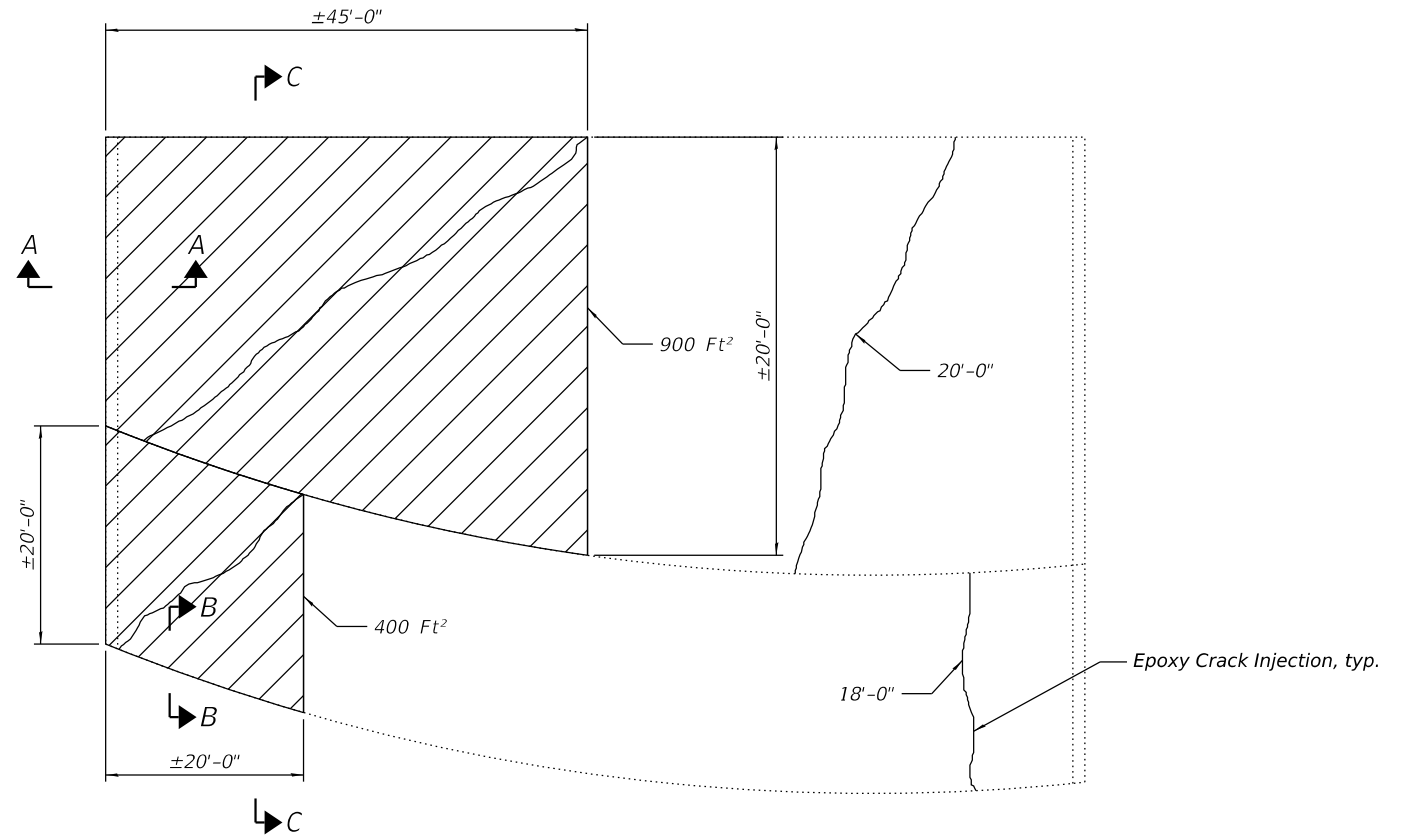 ±45'-0"
C
A
A
±20'-0"
900 Ft²
20'-0"
±20'-0"
B
400 Ft²
Epoxy Crack Injection, typ.
18'-0"
B
±20'-0"
C